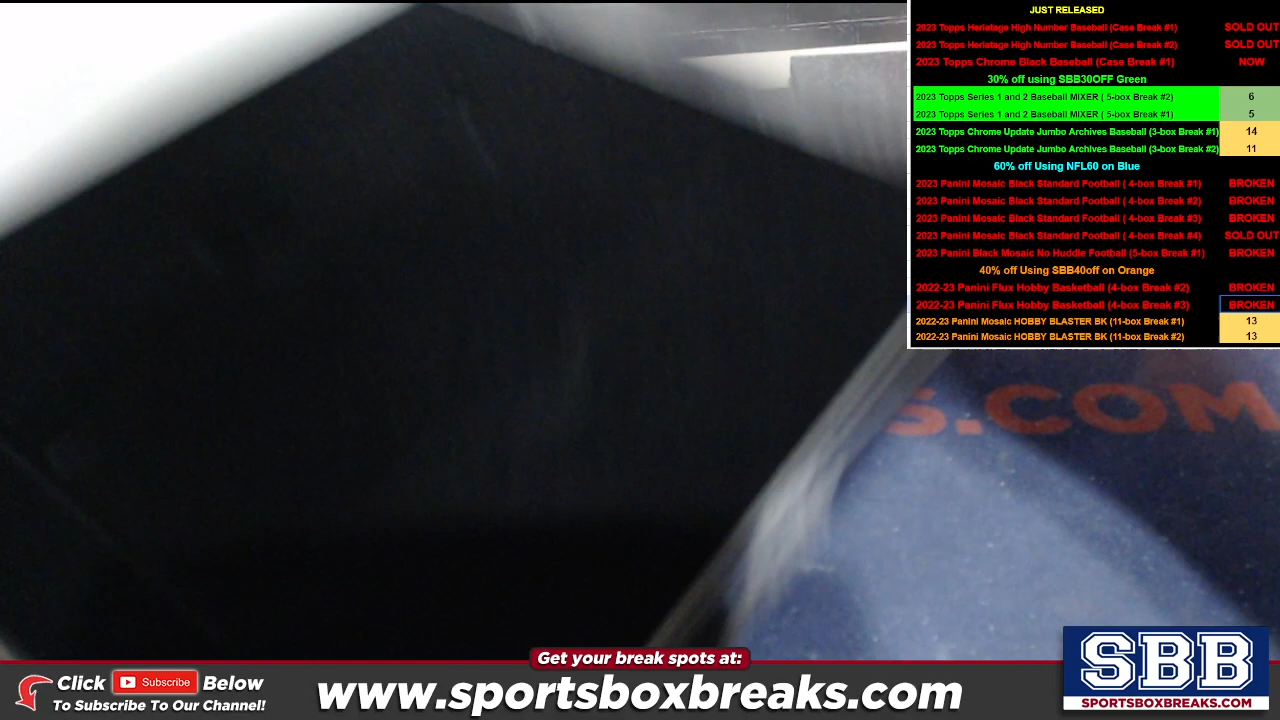 JUST RELEASED
2023 Topps Heriatage High Number Baseball (Case Break #1) SOLD OUT
2023 Topps Heriatage High Number Baseball (Case Break #2) SOLD OUT
2023 Topps Chrome Black Baseball (Case Break #1) NOW
30% off using SBB30OFF Green
2023 Topps Series 1 and 2 Baseball MIXER ( 5-box Break #2) 6
2023 Topps Series 1 and 2 Baseball MIXER ( 5-box Break #1) 5
2023 Topps Chrome Update Jumbo Archives Baseball (3-box Break #1) 14
2023 Topps Chrome Update Jumbo Archives Baseball (3-box Break #2) 11
60% off Using NFL60 on Blue
2023 Panini Mosaic Black Standard Football ( 4-box Break #1) BROKEN
2023 Panini Mosaic Black Standard Football ( 4-box Break #2) BROKEN
2023 Panini Mosaic Black Standard Football ( 4-box Break #3) BROKEN
2023 Panini Mosaic Black Standard Football ( 4-box Break #4) SOLD OUT
2023 Panini Black Mosaic No Huddle Football (5-box Break #1) BROKEN
40% off Using SBB40off on Orange
2022-23 Panini Flux Hobby Basketball (4-box Break #2) BROKEN
2022-23 Panini Flux Hobby Basketball (4-box Break #3) BROKEN
2022-23 Panini Mosaic HOBBY BLASTER BK (11-box Break #1) 13
2022-23 Panini Mosaic HOBBY BLASTER BK (11-box Break #2) 13
S.COM
Get your break spots at:
Click Subscribe Below
To Subscribe To Our Channel!
www.sportsboxbreaks.com
SBB
SPORTSBOXBREAKS.COM